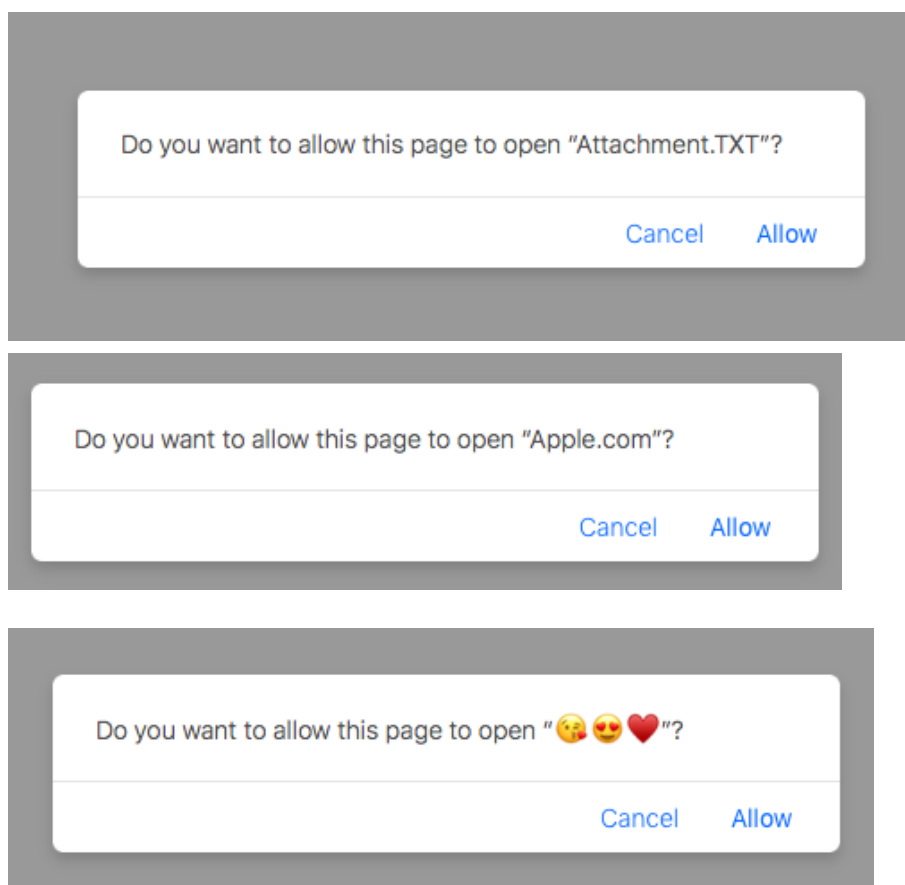 Do you want to allow this page to open “Attachment.TXT”?
Cancel Allow
Do you want to allow this page to open “Apple.com”?
Cancel Allow
Do you want to allow this page to open “😘😍❤️”?
Cancel Allow